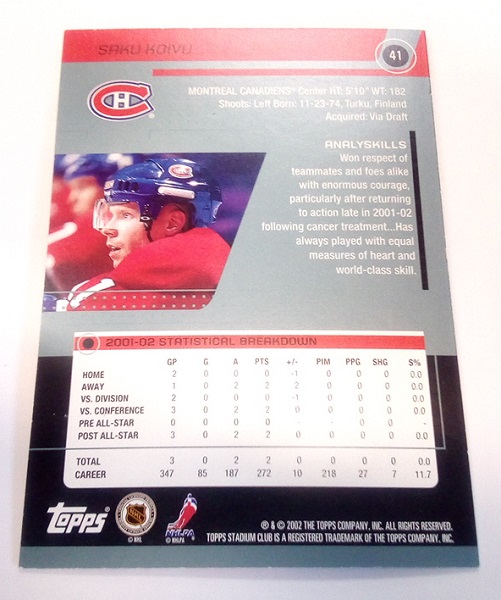 SAKU KOIVU
41
MONTREAL CANADIENS® Center HT: 5'10" WT: 182
Shoots: Left Born: 11-23-74, Turku, Finland
Acquired: Via Draft
ANALYSKILLS
Won respect of
teammates and foes alike
with enormous courage,
particularly after returning
to action late in 2001-02
following cancer treatment...Has
always played with equal
measures of heart and
world-class skill.
2001-02 STATISTICAL BREAKDOWN
GP G A PTS +/- PIM PPG SHG S%
HOME 2 0 0 0 -1 0 0 0 0.0
AWAY 1 0 2 2 2 0 0 0 0.0
VS. DIVISION 2 0 0 0 -1 0 0 0 0.0
VS. CONFERENCE 3 0 2 2 0 0 0 0 0.0
PRE ALL-STAR 0 0 0 0 - 0 0 0 -
POST ALL-STAR 3 0 2 2 0 0 0 0 0.0
TOTAL 3 0 2 2 0 0 0 0 0.0
CAREER 347 85 187 272 10 218 27 7 11.7
Topps
© NHL
NHLPA
© NHLPA
® & © 2002 THE TOPPS COMPANY, INC. ALL RIGHTS RESERVED.
TOPPS STADIUM CLUB IS A REGISTERED TRADEMARK OF THE TOPPS COMPANY, INC.